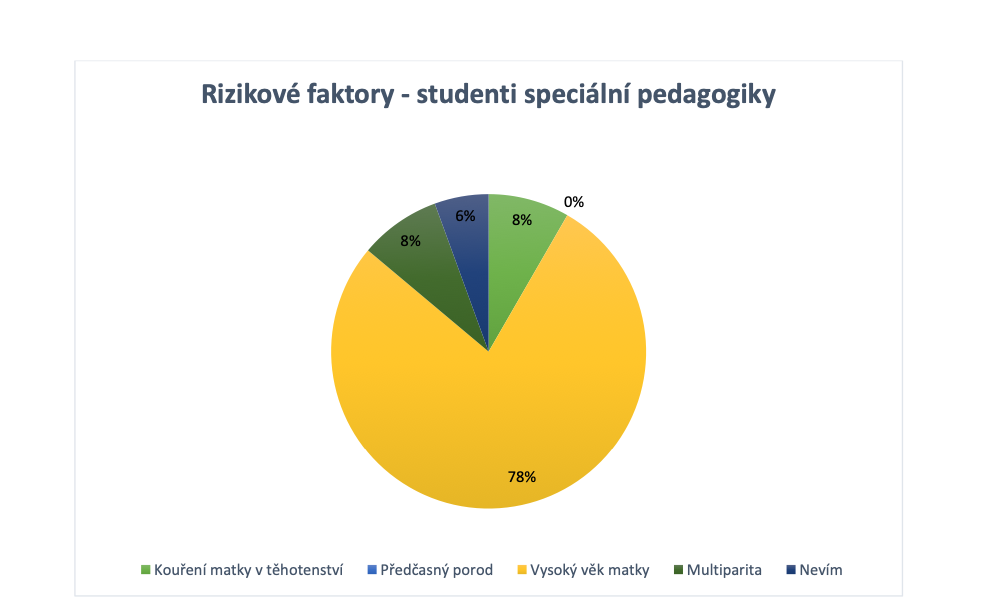 Rizikové faktory - studenti speciální pedagogiky
0%
6%
8%
8%
78%
Kouření matky v těhotenství Předčasný porod Vysoký věk matky Multiparita Nevím